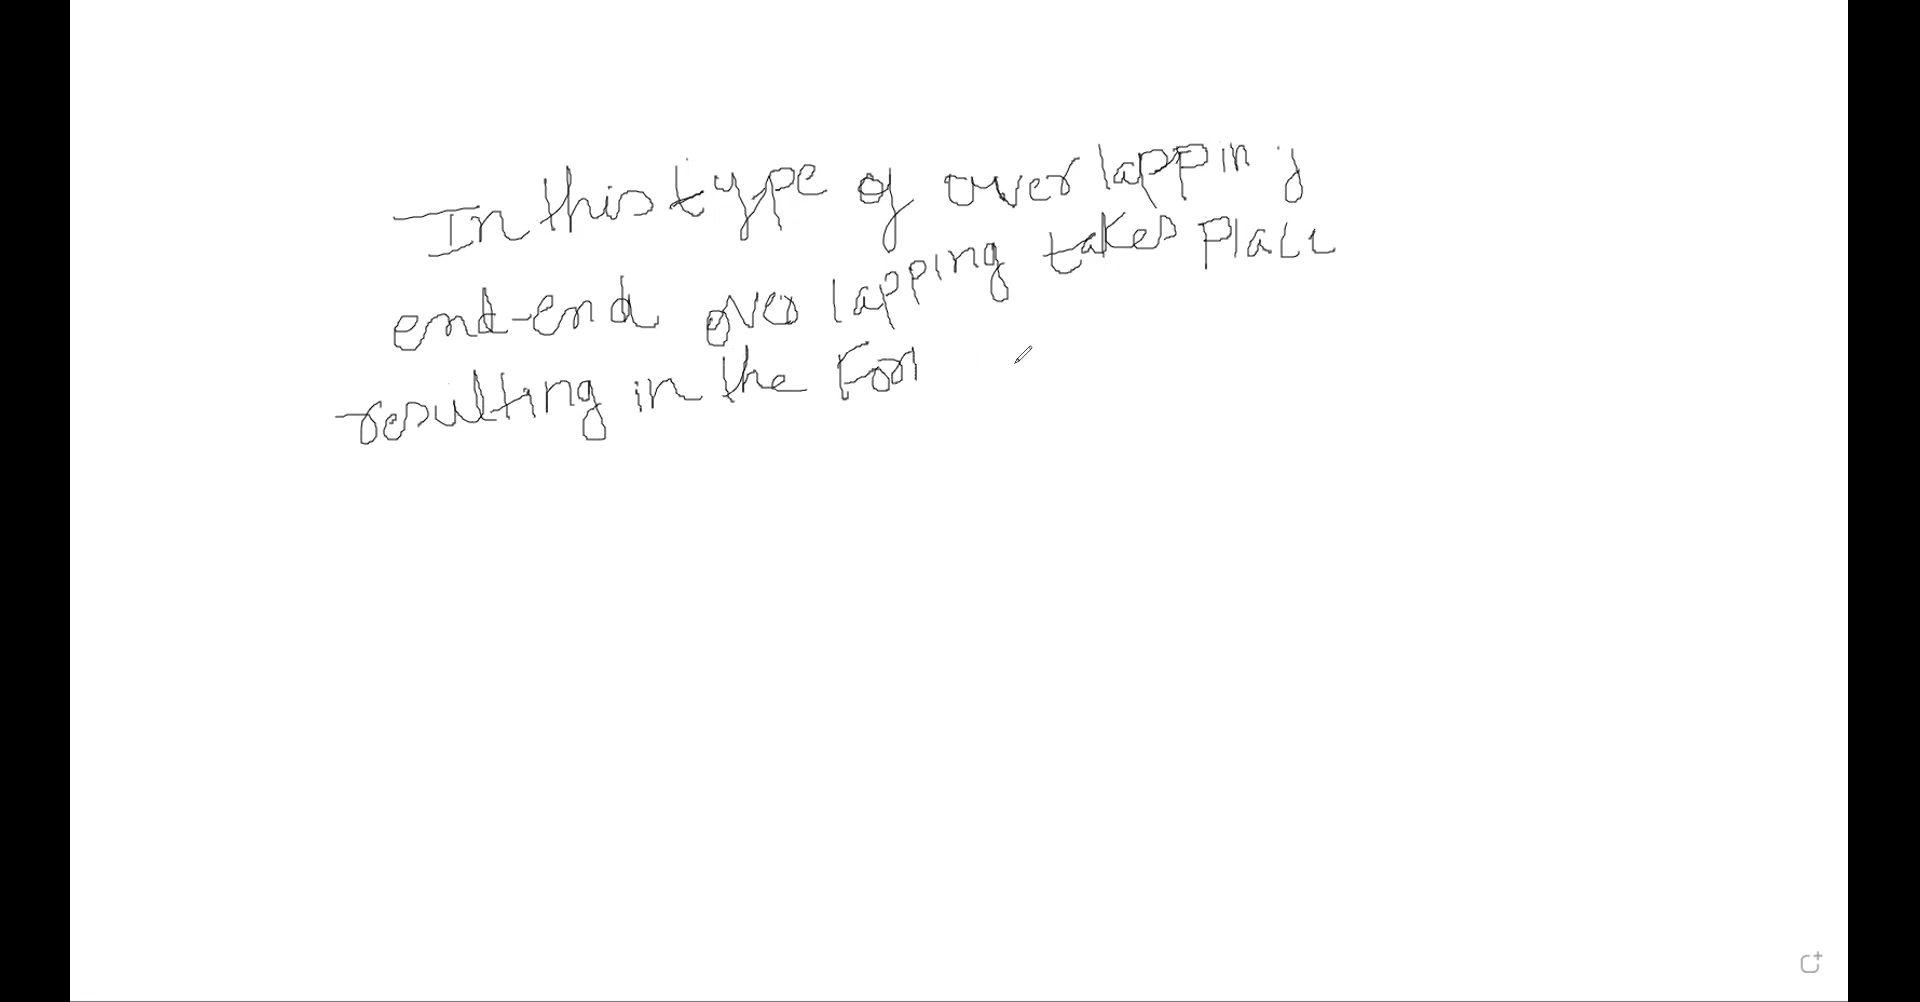 In this type of overlapping
end-end overlapping takes place
resulting in the For